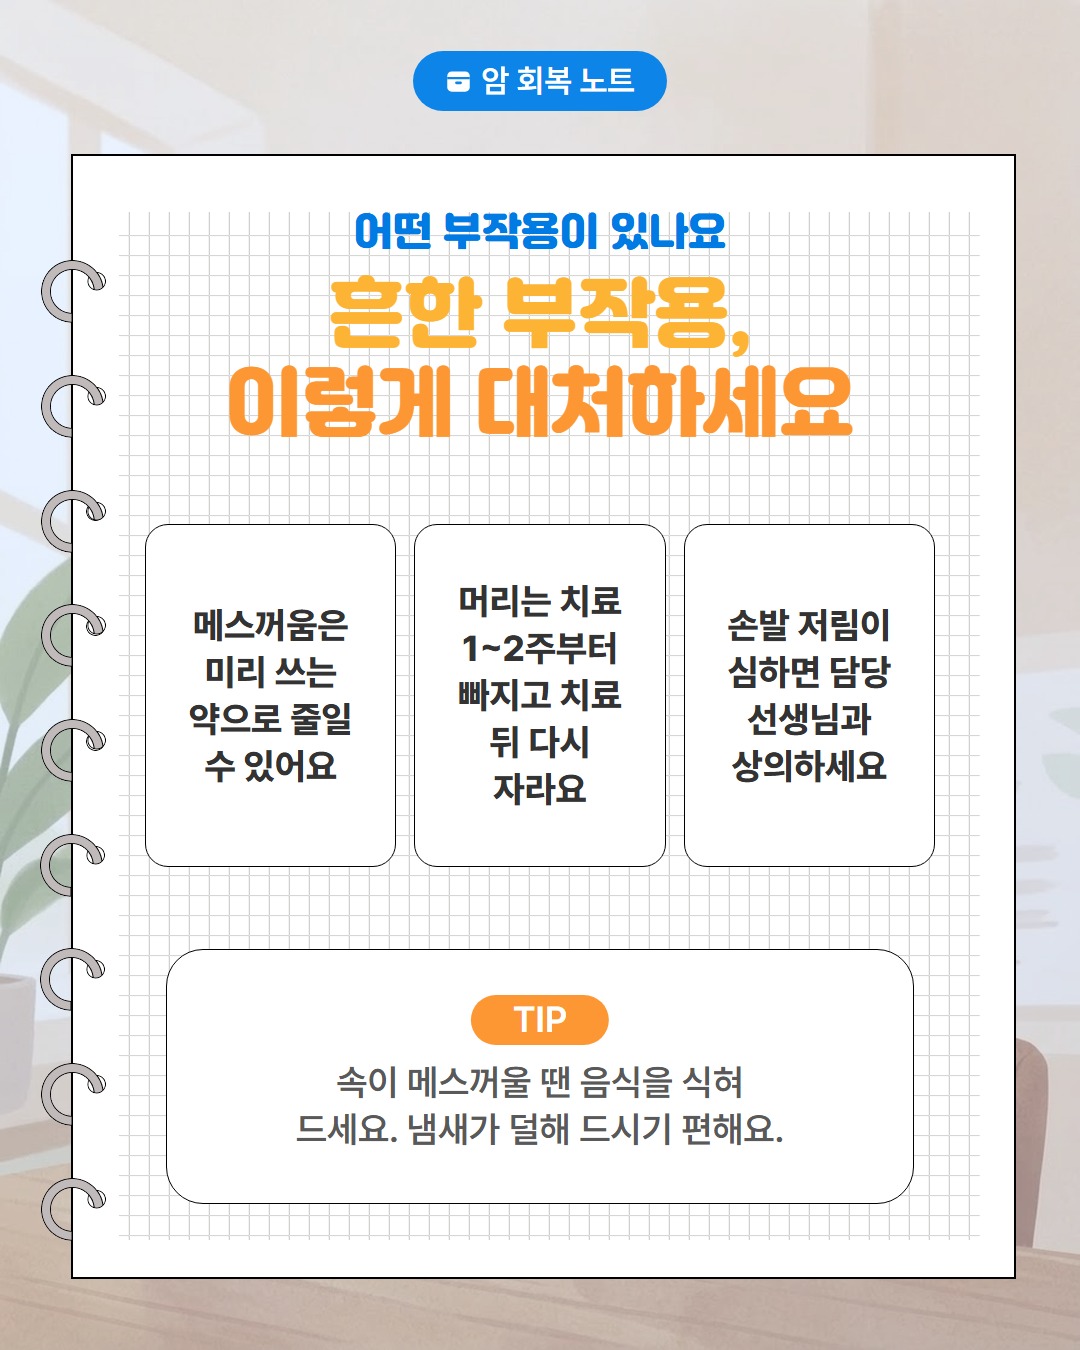 암 회복 노트
어떤 부작용이 있나요
흔한 부작용,
이렇게 대처하세요
메스꺼움은
미리 쓰는
약으로 줄일
수 있어요
머리는 치료
1~2주부터
빠지고 치료
뒤 다시
자라요
손발 저림이
심하면 담당
선생님과
상의하세요
TIP
속이 메스꺼울 땐 음식을 식혀
드세요. 냄새가 덜해 드시기 편해요.